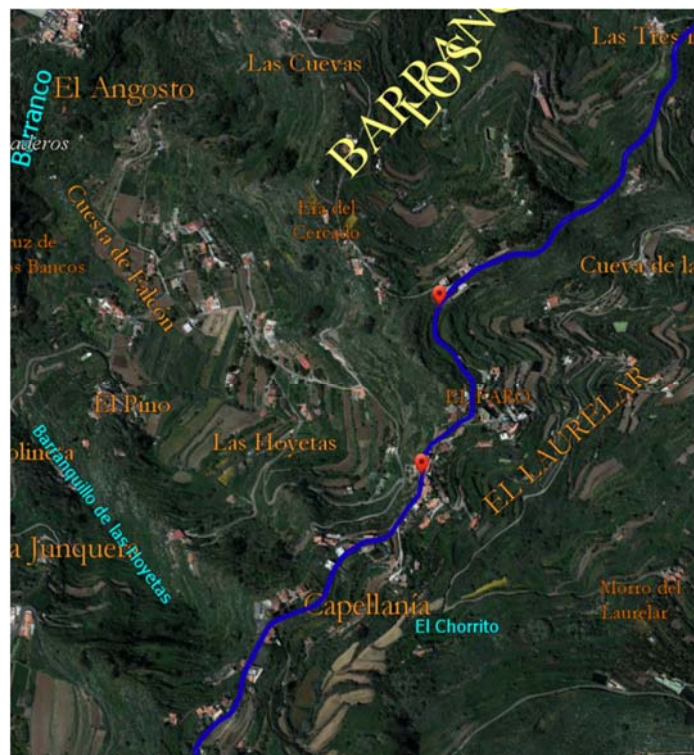 Las Tres
Las Cuevas
BARRANC
LOS
El Angosto
Barranco
aderos
Era del
Cercado
Cuesta de Falcón
uz de
os Bancos
Cueva de la
El Pino
EL FARO
Las Hoyetas
olineta
EL LAURELAR
Barranquillo de las Hoyetas
a Junquera
Capellanía
El Chorrito
Morro del
Laurelar